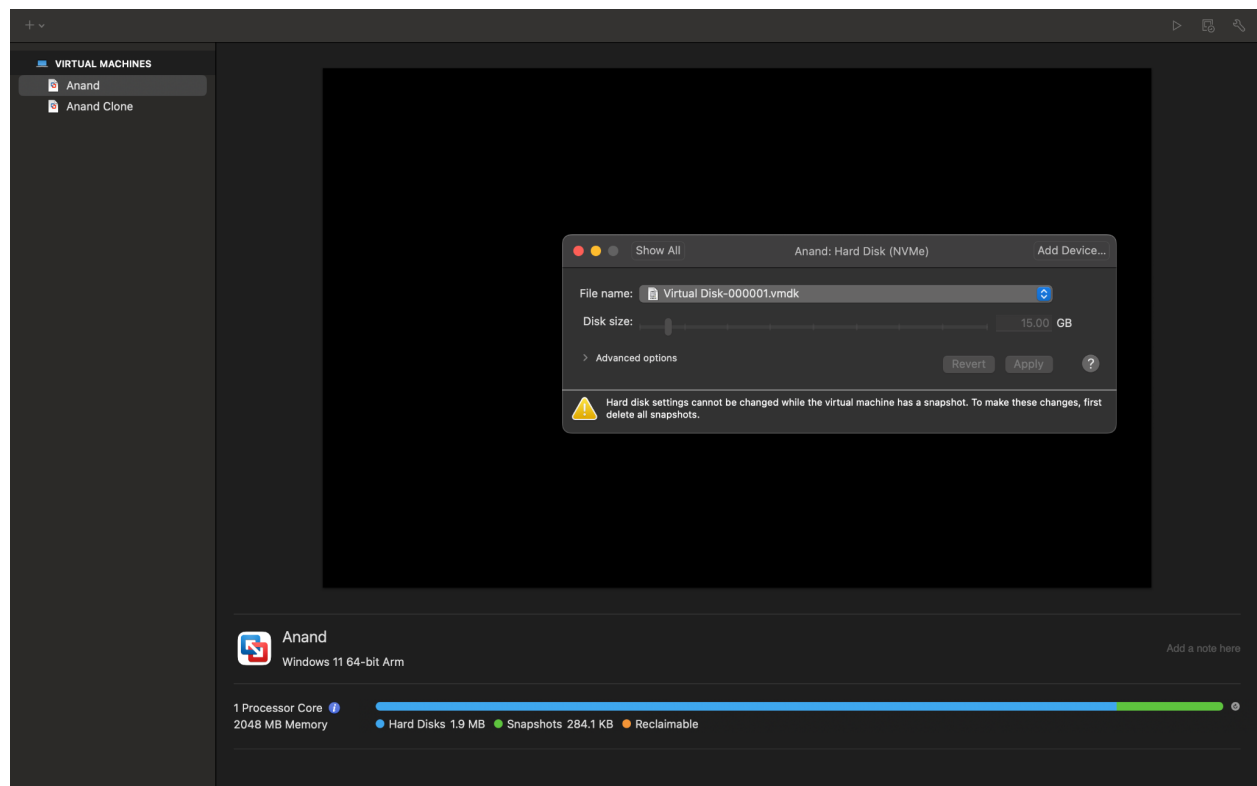 VIRTUAL MACHINES
Anand
Anand Clone
Show All
Anand: Hard Disk (NVMe)
Add Device...
File name:
Virtual Disk-000001.vmdk
Disk size:
15.00 GB
Advanced options
Revert
Apply
?
Hard disk settings cannot be changed while the virtual machine has a snapshot. To make these changes, first
delete all snapshots.
Anand
Windows 11 64-bit Arm
Add a note here
1 Processor Core
2048 MB Memory
Hard Disks 1.9 MB
Snapshots 284.1 KB
Reclaimable